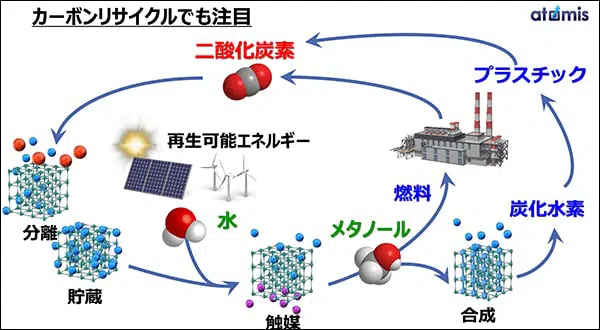 カーボンリサイクルでも注目
atomis
二酸化炭素
プラスチック
再生可能エネルギー
燃料
炭化水素
水
メタノール
分離
貯蔵
触媒
合成